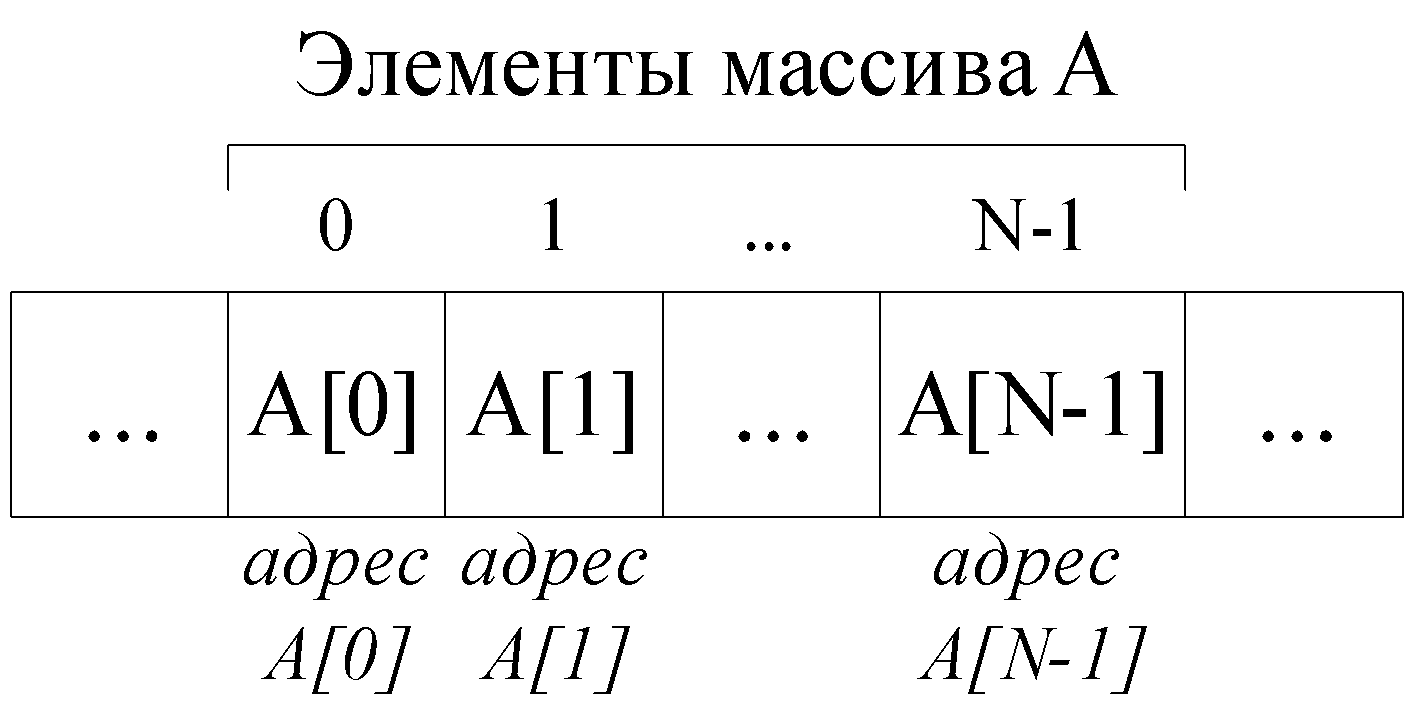 Элементы массива А
0 1 ... N-1
... А[0] А[1] ... А[N-1] ...
адрес адрес адрес
А[0] А[1] А[N-1]